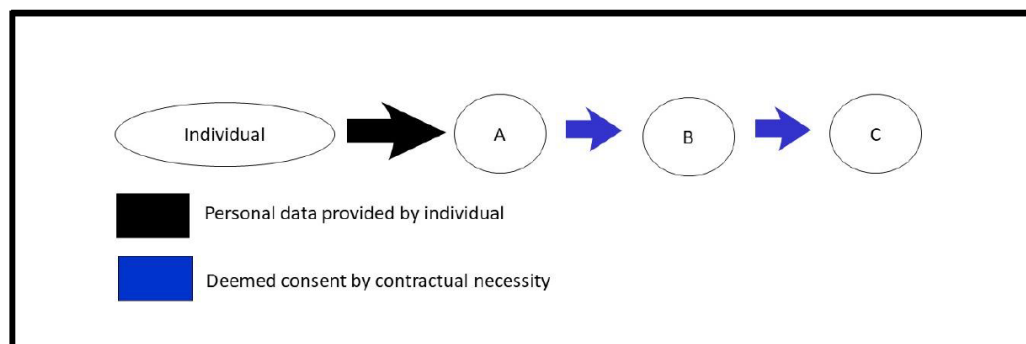 Individual
A
B
C
Personal data provided by individual
Deemed consent by contractual necessity